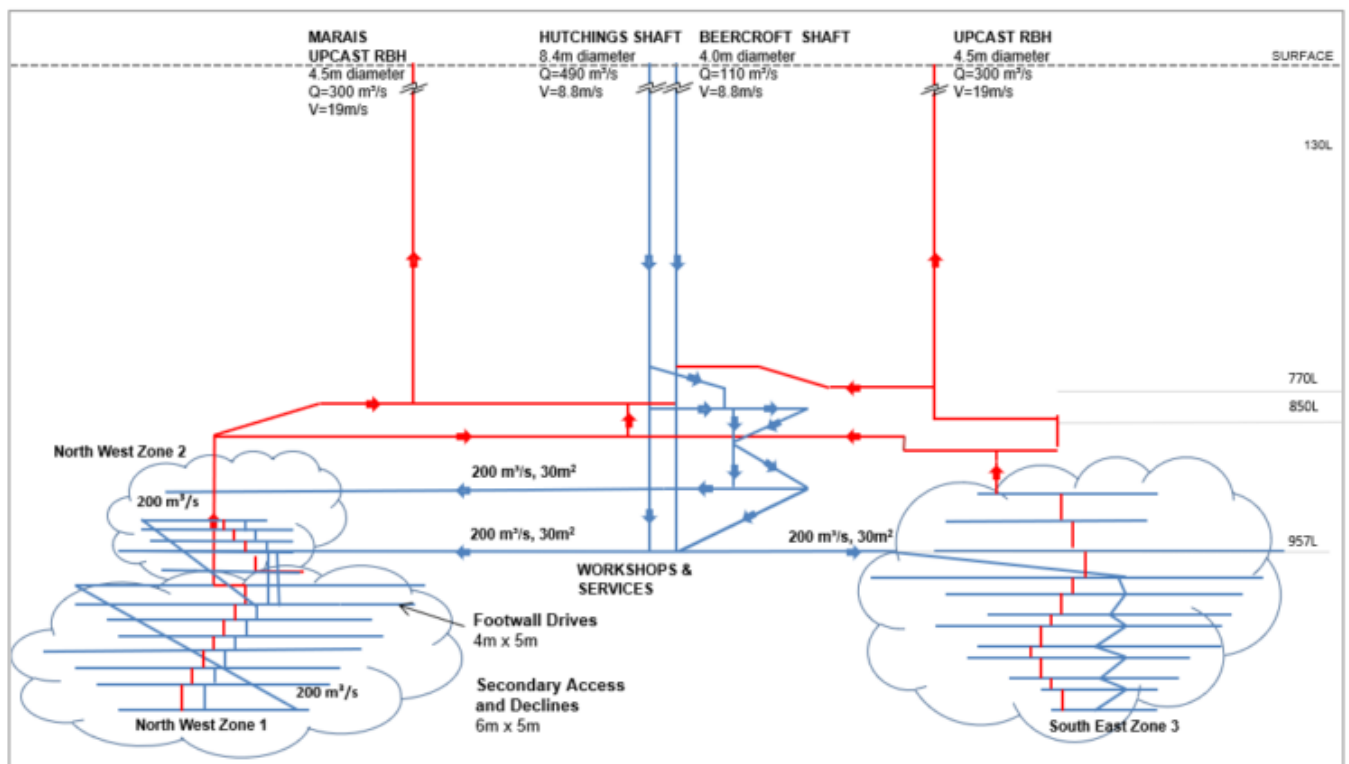 MARAIS
UPCAST RBH
4.5m diameter
Q=300 m³/s
V=19m/s
HUTCHINGS SHAFT
8.4m diameter
Q=490 m³/s
V=8.8m/s
BEERCROFT SHAFT
4.0m diameter
Q=110 m³/s
V=8.8m/s
UPCAST RBH
4.5m diameter
Q=300 m³/s
V=19m/s
SURFACE
130L
770L
850L
North West Zone 2
200 m³/s, 30m²
200 m³/s
200 m³/s, 30m²
200 m³/s, 30m²
957L
WORKSHOPS &
SERVICES
Footwall Drives
4m x 5m
Secondary Access
and Declines
6m x 5m
200 m³/s
North West Zone 1
South East Zone 3